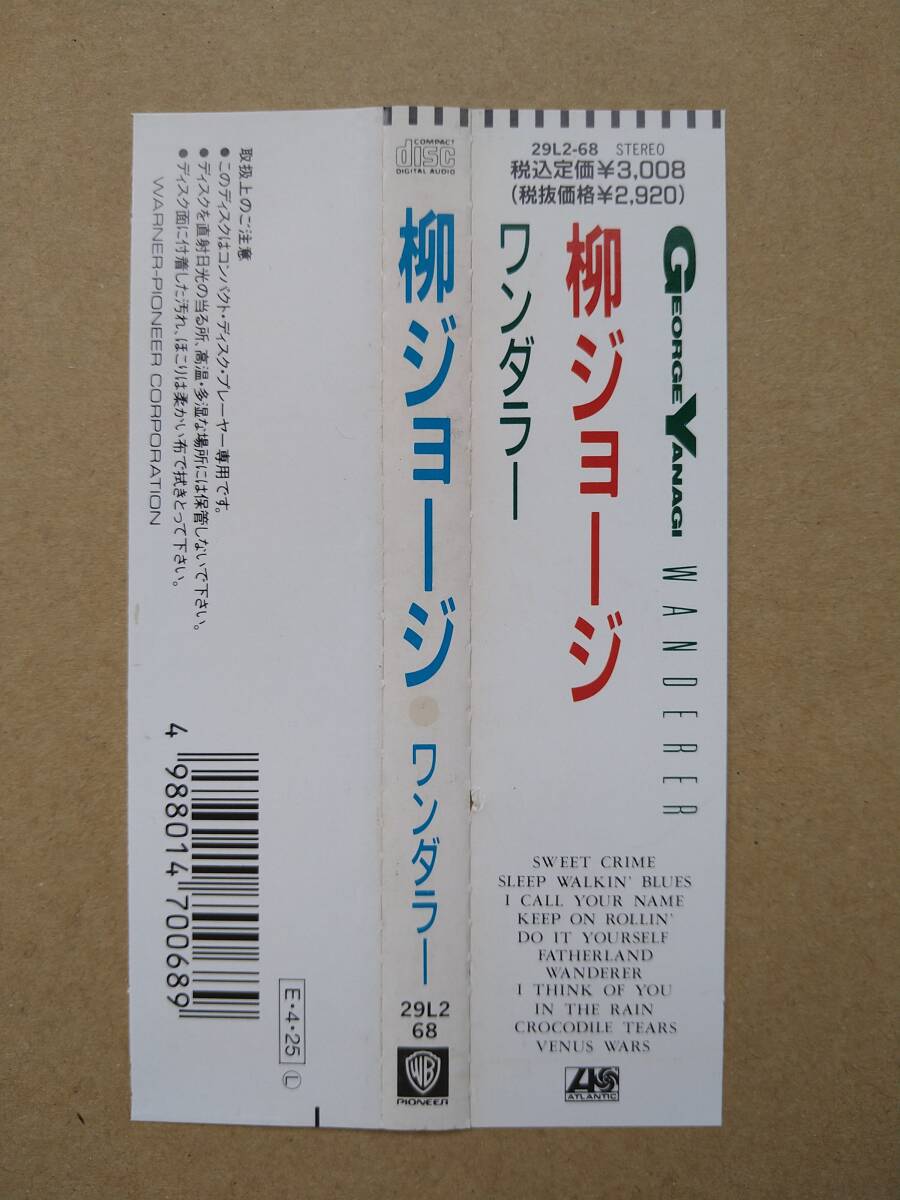 29L2-68 STEREO
税込定価¥3,008
(税抜価格¥2,920)
GEORGE YANAGI WANDERER
柳ジョージ
ワンダラー
SWEET CRIME
SLEEP WALKIN' BLUES
I CALL YOUR NAME
KEEP ON ROLLIN'
DO IT YOURSELF
FATHERLAND
WANDERER
I THINK OF YOU
IN THE RAIN
CROCODILE TEARS
VENUS WARS
ATLANTIC
COMPACT
disc
DIGITAL AUDIO
柳ジョージ●ワンダラー
29L2
68
WB
PIONEER
取扱上のご注意
●このディスクはコンパクト・ディスク・プレーヤー専用です。
●ディスクを直射日光の当る所、高温・多湿な場所には保管しないで下さい。
●ディスク面に付着した汚れ、ほこりは柔かい布で拭きとって下さい。
WARNER-PIONEER CORPORATION
4 988014 700689
E・4・25 Ⓛ